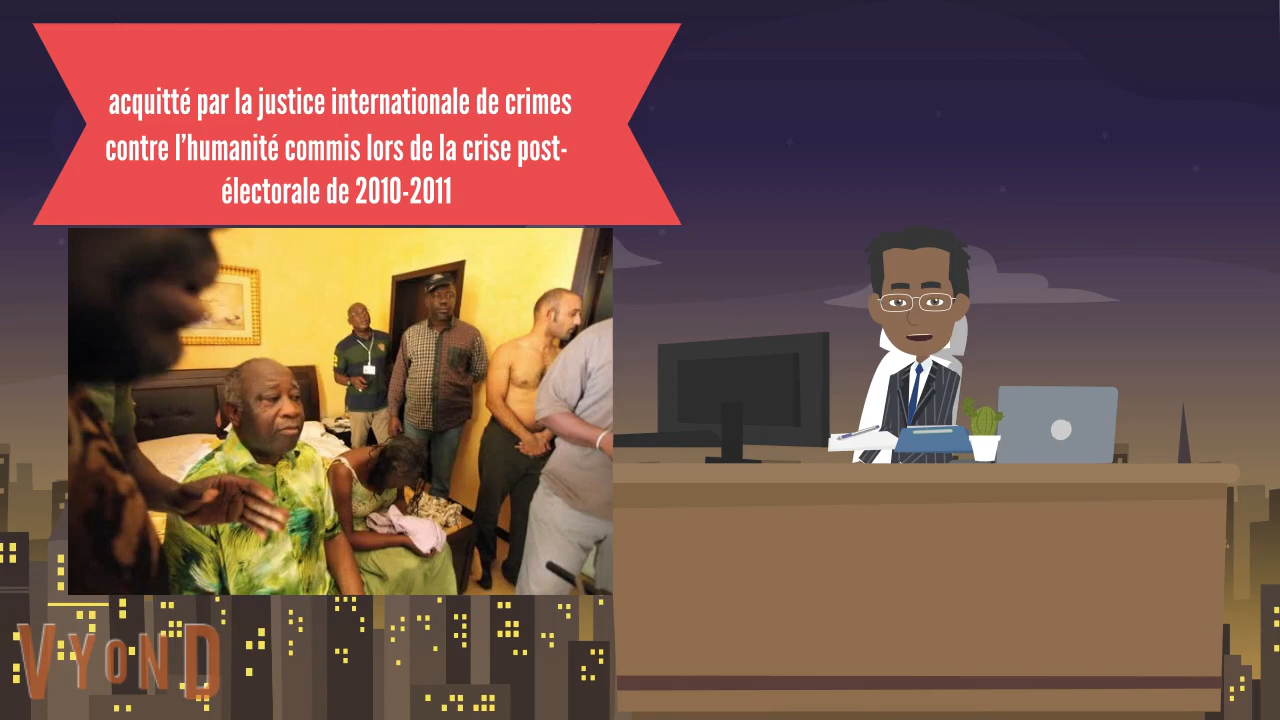 acquitté par la justice internationale de crimes
contre l'humanité commis lors de la crise post-
électorale de 2010-2011
VYOND